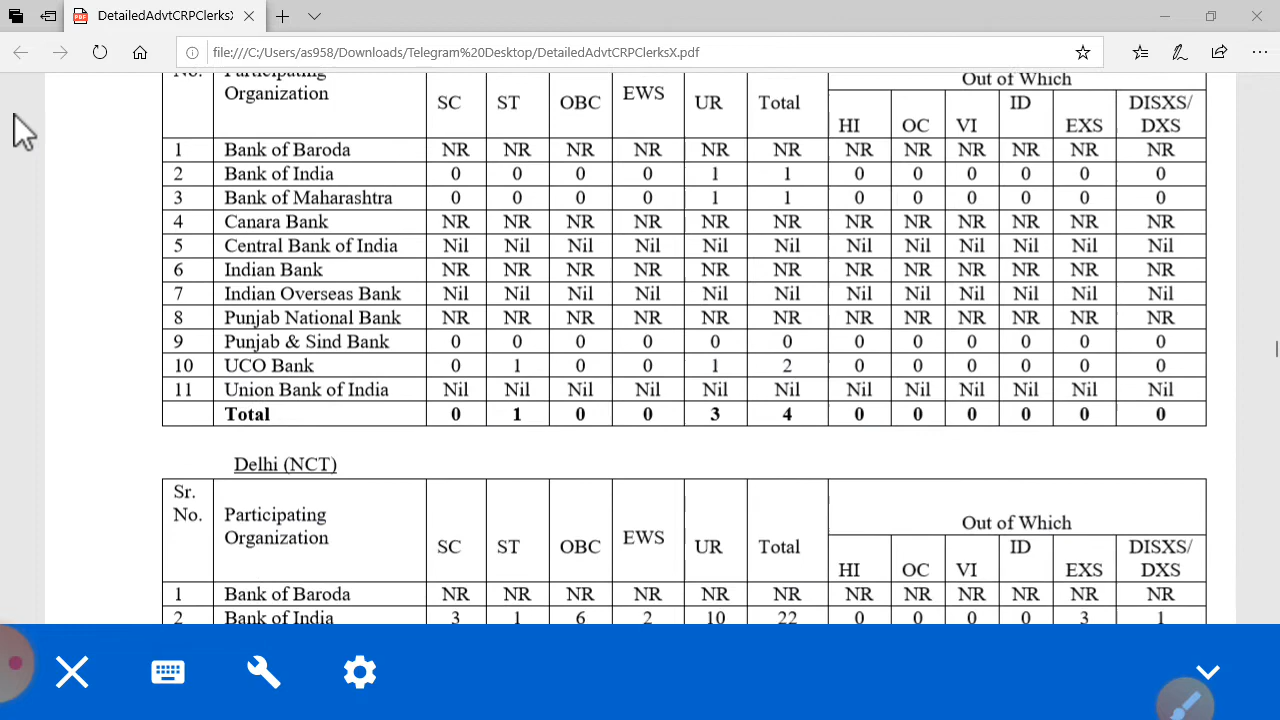 DetailedAdvtCRPClerksX
file:///C:/Users/as958/Downloads/Telegram%20Desktop/DetailedAdvtCRPClerksX.pdf
No. Participating Organization SC ST OBC EWS UR Total Out of Which
HI OC VI ID EXS DISXS/ DXS
1 Bank of Baroda NR NR NR NR NR NR NR NR NR NR NR NR
2 Bank of India 0 0 0 0 1 1 0 0 0 0 0 0
3 Bank of Maharashtra 0 0 0 0 1 1 0 0 0 0 0 0
4 Canara Bank NR NR NR NR NR NR NR NR NR NR NR NR
5 Central Bank of India Nil Nil Nil Nil Nil Nil Nil Nil Nil Nil Nil Nil
6 Indian Bank NR NR NR NR NR NR NR NR NR NR NR NR
7 Indian Overseas Bank Nil Nil Nil Nil Nil Nil Nil Nil Nil Nil Nil Nil
8 Punjab National Bank NR NR NR NR NR NR NR NR NR NR NR NR
9 Punjab & Sind Bank 0 0 0 0 0 0 0 0 0 0 0 0
10 UCO Bank 0 1 0 0 1 2 0 0 0 0 0 0
11 Union Bank of India Nil Nil Nil Nil Nil Nil Nil Nil Nil Nil Nil Nil
Total 0 1 0 0 3 4 0 0 0 0 0 0
Delhi (NCT)
Sr. No. Participating Organization SC ST OBC EWS UR Total Out of Which
HI OC VI ID EXS DISXS/ DXS
1 Bank of Baroda NR NR NR NR NR NR NR NR NR NR NR NR
2 Bank of India 3 1 6 2 10 22 0 0 0 0 3 1